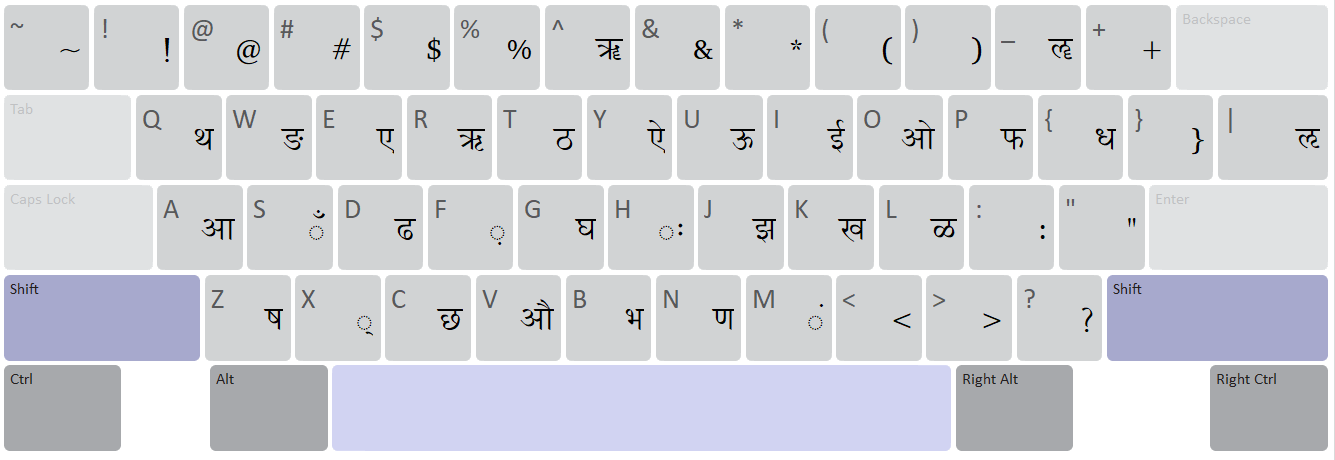 ~ ~ ! ! @ @ # # $ $ % % ^ ॠ & & * * ( ( ) ) _ ॡ + + Backspace
Tab Q थ W ङ E ए R ऋ T ठ Y ऐ U ऊ I ई O ओ P फ { ध } } | ऌ
Caps Lock A आ S ँ D ढ F ़ G घ H ः J झ K ख L ळ : : " " Enter
Shift Z ष X ् C छ V औ B भ N ण M ं < < > > ? ? Shift
Ctrl Alt Right Alt Right Ctrl